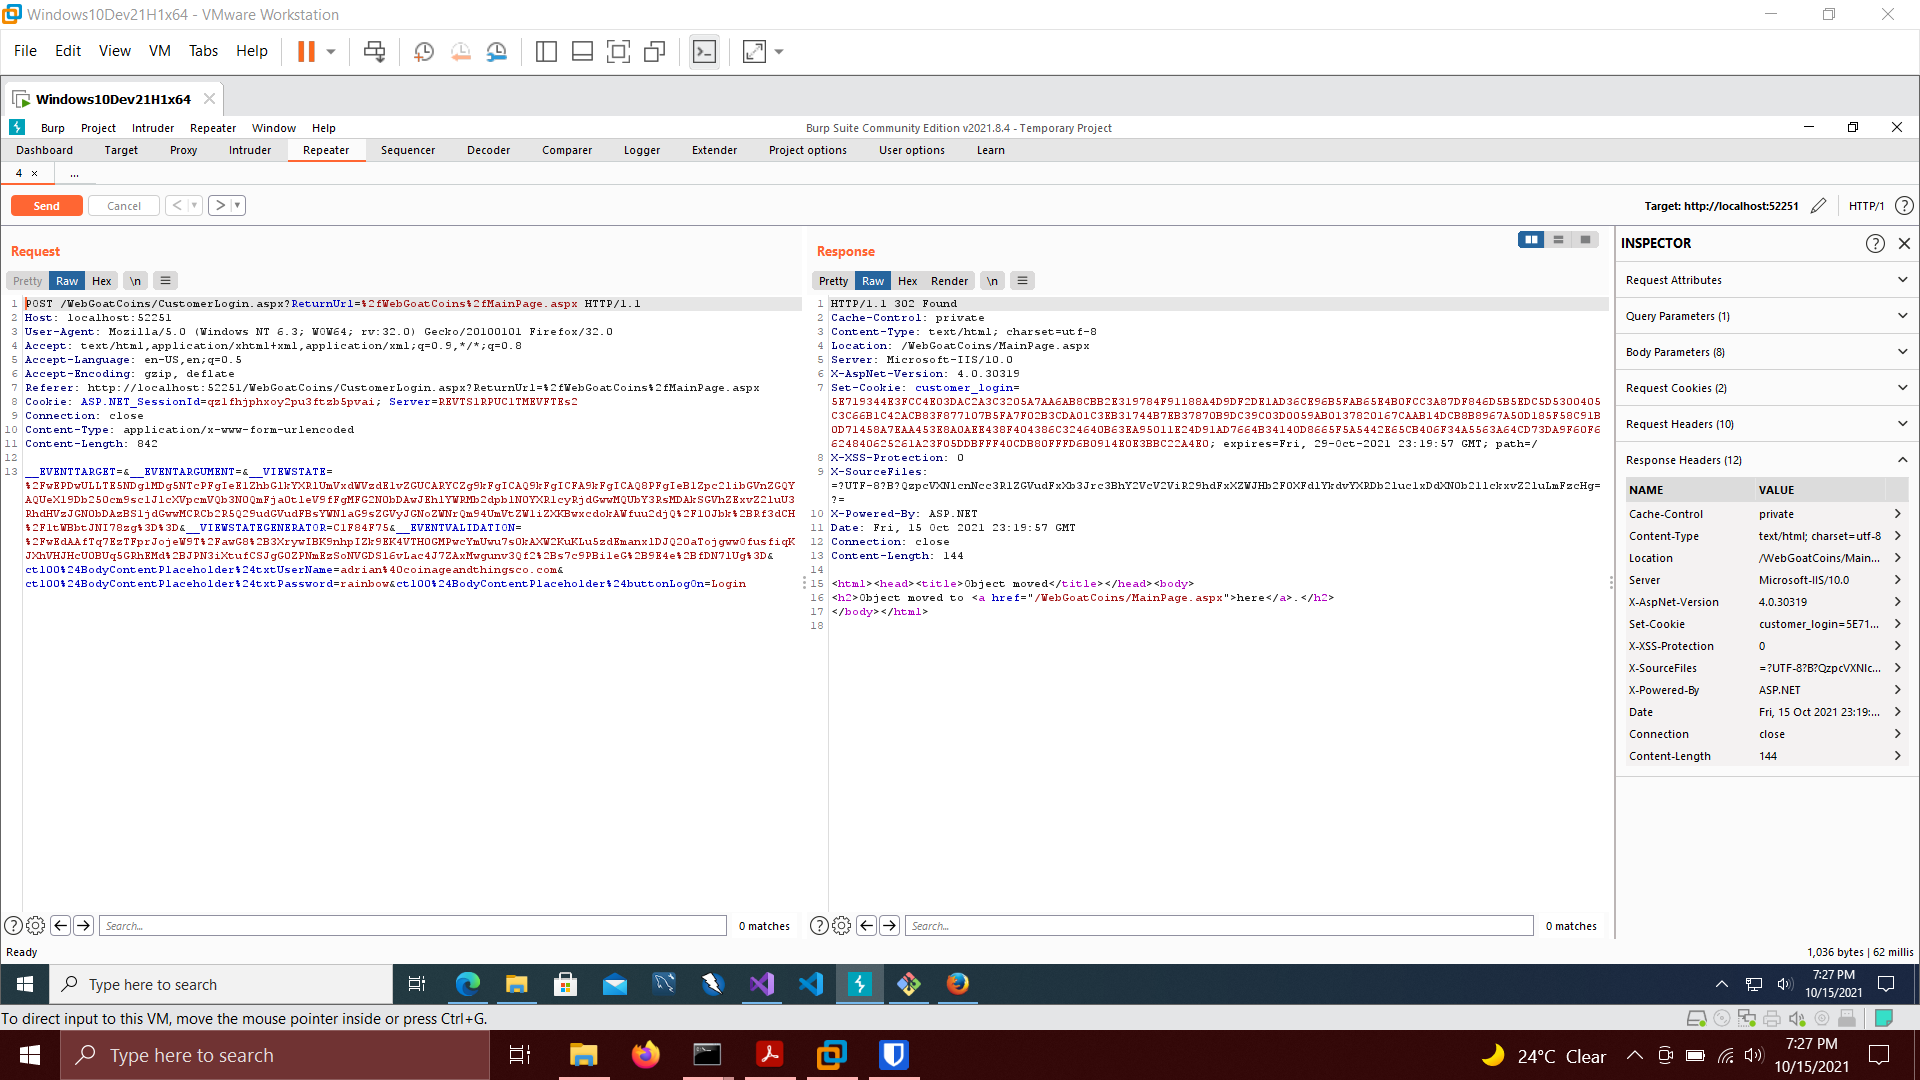 Windows10Dev21H1x64 - VMware Workstation
File Edit View VM Tabs Help
Windows10Dev21H1x64
Burp Project Intruder Repeater Window Help
Burp Suite Community Edition v2021.8.4 - Temporary Project
Dashboard Target Proxy Intruder Repeater Sequencer Decoder Comparer Logger Extender Project options User options Learn
4 × ...
Send Cancel < >
Target: http://localhost:52251 HTTP/1 ?
Request
Pretty Raw Hex \n
1 POST /WebGoatCoins/CustomerLogin.aspx?ReturnUrl=%2fWebGoatCoins%2fMainPage.aspx HTTP/1.1
2 Host: localhost:52251
3 User-Agent: Mozilla/5.0 (Windows NT 6.3; WOW64; rv:32.0) Gecko/20100101 Firefox/32.0
4 Accept: text/html,application/xhtml+xml,application/xml;q=0.9,*/*;q=0.8
5 Accept-Language: en-US,en;q=0.5
6 Accept-Encoding: gzip, deflate
7 Referer: http://localhost:52251/WebGoatCoins/CustomerLogin.aspx?ReturnUrl=%2fWebGoatCoins%2fMainPage.aspx
8 Cookie: ASP.NET_SessionId=; Server=
9 Connection: close
10 Content-Type: application/x-www-form-urlencoded
11 Content-Length: 842
12
13 __EVENTTARGET=&__EVENTARGUMENT=&__VIEWSTATE=
&__VIEWSTATEGENERATOR=C1F84F75&__EVENTVALIDATION=
ctl00%24BodyContentPlaceholder%24txtUserName=adrian%40coinageandthingsco.com&
ctl00%24BodyContentPlaceholder%24txtPassword=rainbow&ctl00%24BodyContentPlaceholder%24buttonLogOn=Login
Search... 0 matches
Response
Pretty Raw Hex Render \n
1 HTTP/1.1 302 Found
2 Cache-Control: private
3 Content-Type: text/html; charset=utf-8
4 Location: /WebGoatCoins/MainPage.aspx
5 Server: Microsoft-IIS/10.0
6 X-AspNet-Version: 4.0.30319
7 Set-Cookie: customer_login=
; expires=Fri, 29-Oct-2021 23:19:57 GMT; path=/
8 X-XSS-Protection: 0
9 X-SourceFiles:
?=
10 X-Powered-By: ASP.NET
11 Date: Fri, 15 Oct 2021 23:19:57 GMT
12 Connection: close
13 Content-Length: 144
14
15 <html><head><title>Object moved</title></head><body>
16 <h2>Object moved to <a href="/WebGoatCoins/MainPage.aspx">here</a>.</h2>
17 </body></html>
18
Search... 0 matches
INSPECTOR
Request Attributes
Query Parameters (1)
Body Parameters (8)
Request Cookies (2)
Request Headers (10)
Response Headers (12)
NAME VALUE
Cache-Control private
Content-Type text/html; charset=utf-8
Location /WebGoatCoins/Main...
Server Microsoft-IIS/10.0
X-AspNet-Version 4.0.30319
Set-Cookie customer_login=5E71...
X-XSS-Protection 0
X-SourceFiles =?UTF-8?B?QzpcVXNlc...
X-Powered-By ASP.NET
Date Fri, 15 Oct 2021 23:19:...
Connection close
Content-Length 144
Ready
1,036 bytes | 62 millis
Type here to search
7:27 PM
10/15/2021
To direct input to this VM, move the mouse pointer inside or press Ctrl+G.
Type here to search
24°C Clear
7:27 PM
10/15/2021